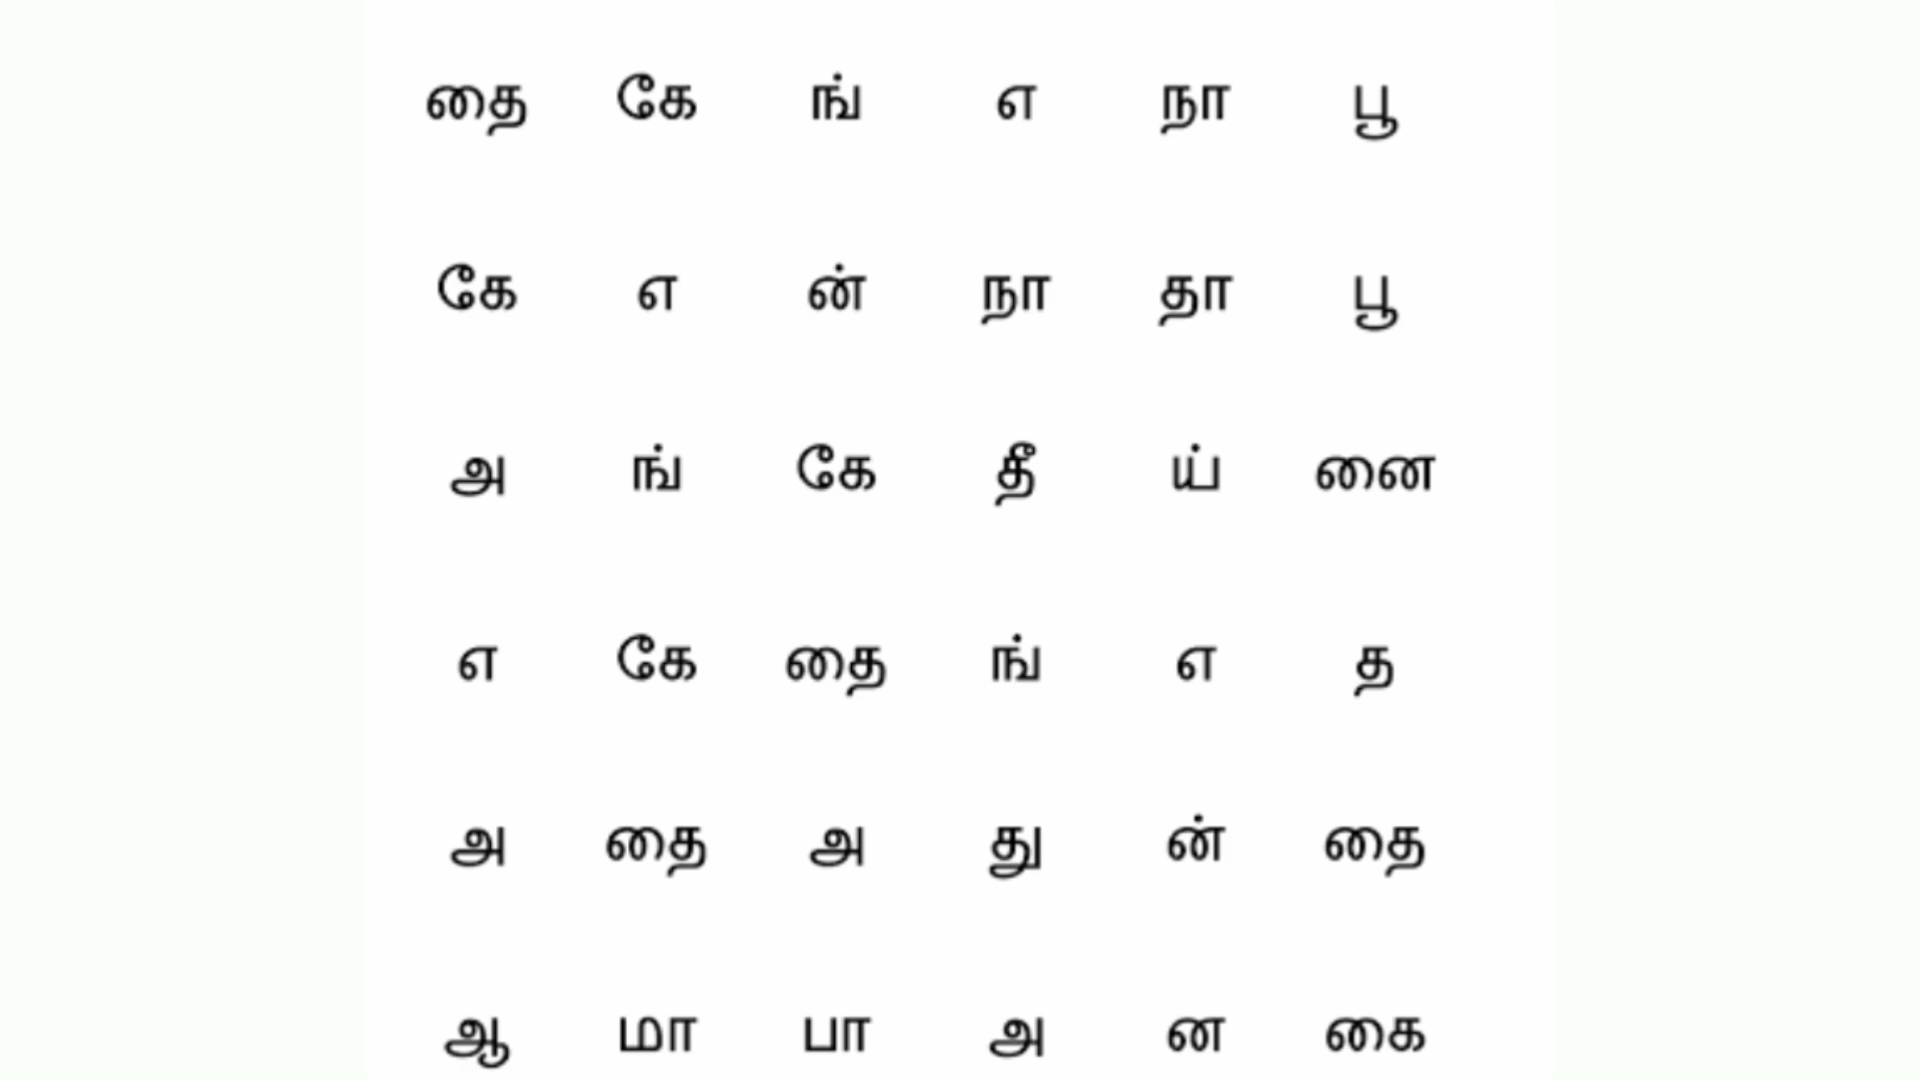 தை கே ங் எ நா பூ
கே எ ன் நா தா பூ
அ ங் கே தீ ய் னை
எ கே தை ங் எ த
அ தை அ து ன் தை
ஆ மா பா அ ன கை